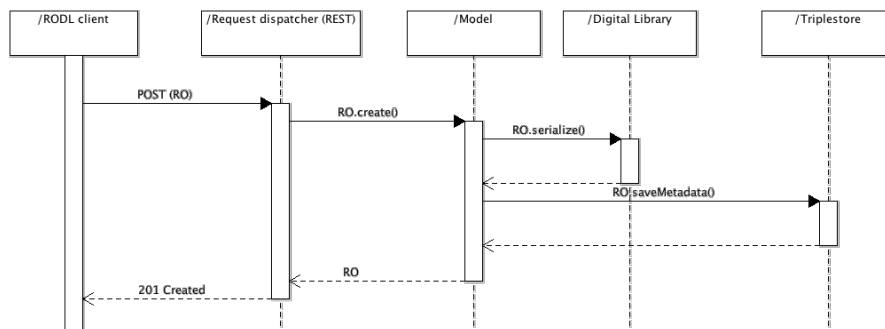 /RODL client
/Request dispatcher (REST)
/Model
/Digital Library
/Triplestore
POST (RO)
RO.create()
RO.serialize()
RO.saveMetadata()
RO
201 Created